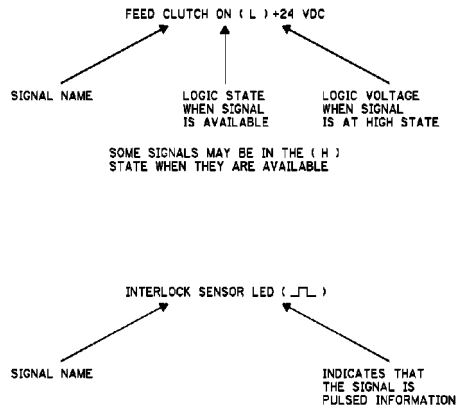 FEED CLUTCH ON ( L ) +24 VDC
SIGNAL NAME
LOGIC STATE
WHEN SIGNAL
IS AVAILABLE
LOGIC VOLTAGE
WHEN SIGNAL
IS AT HIGH STATE
SOME SIGNALS MAY BE IN THE ( H )
STATE WHEN THEY ARE AVAILABLE
INTERLOCK SENSOR LED ( )
SIGNAL NAME
INDICATES THAT
THE SIGNAL IS
PULSED INFORMATION